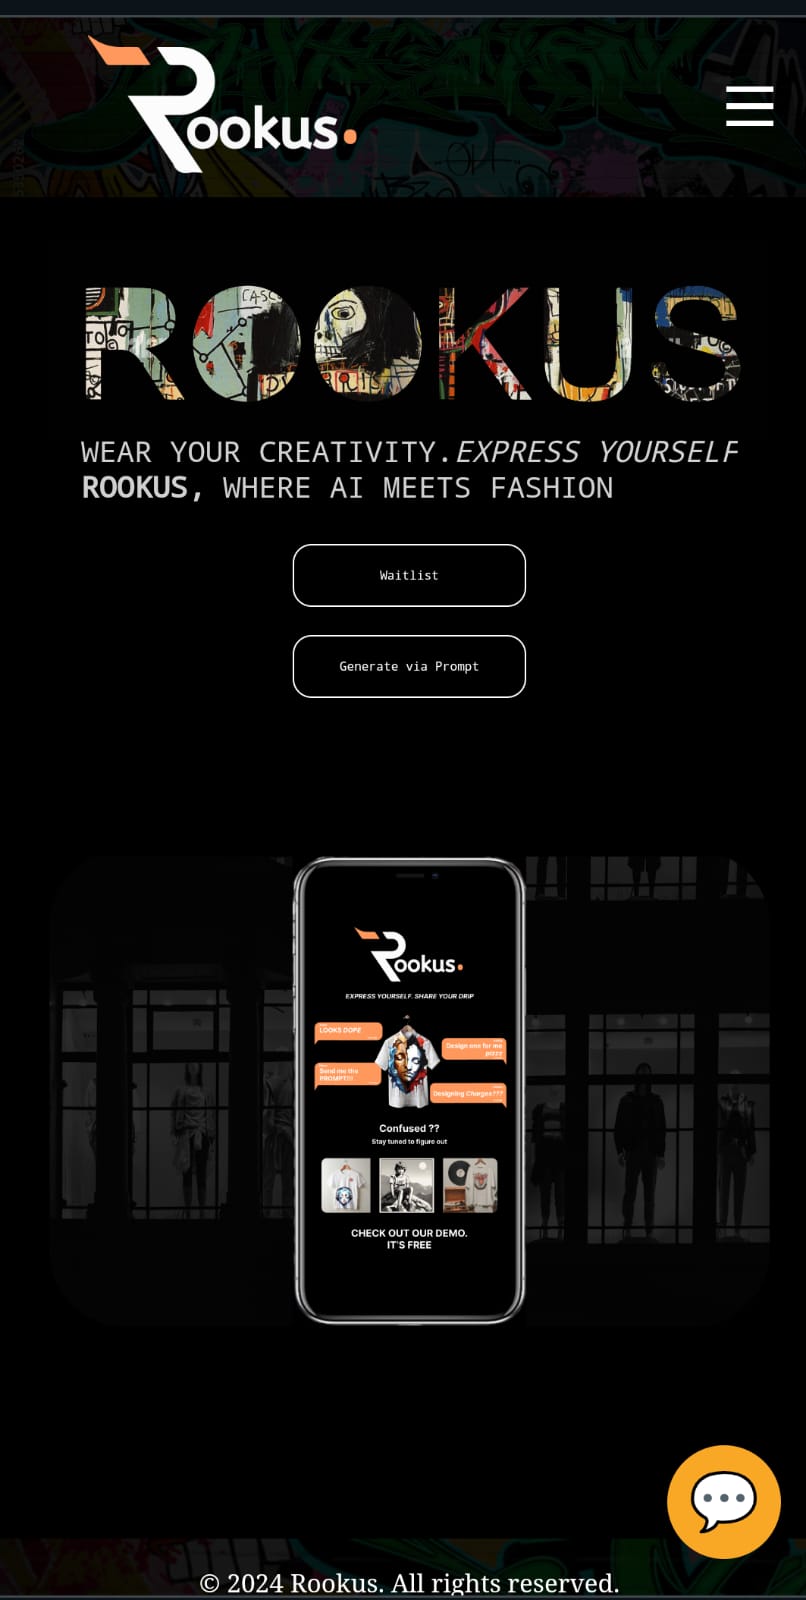 Rookus.
ROOKUS
WEAR YOUR CREATIVITY.EXPRESS YOURSELF
ROOKUS, WHERE AI MEETS FASHION
Waitlist
Generate via Prompt
Rookus.
EXPRESS YOURSELF. SHARE YOUR DRIP
LOOKS DOPE
Design one for me
plzzz
Send me the
PROMPT!!!
Designing Charges???
Confused ??
Stay tuned to figure out
CHECK OUT OUR DEMO.
IT'S FREE
© 2024 Rookus. All rights reserved.